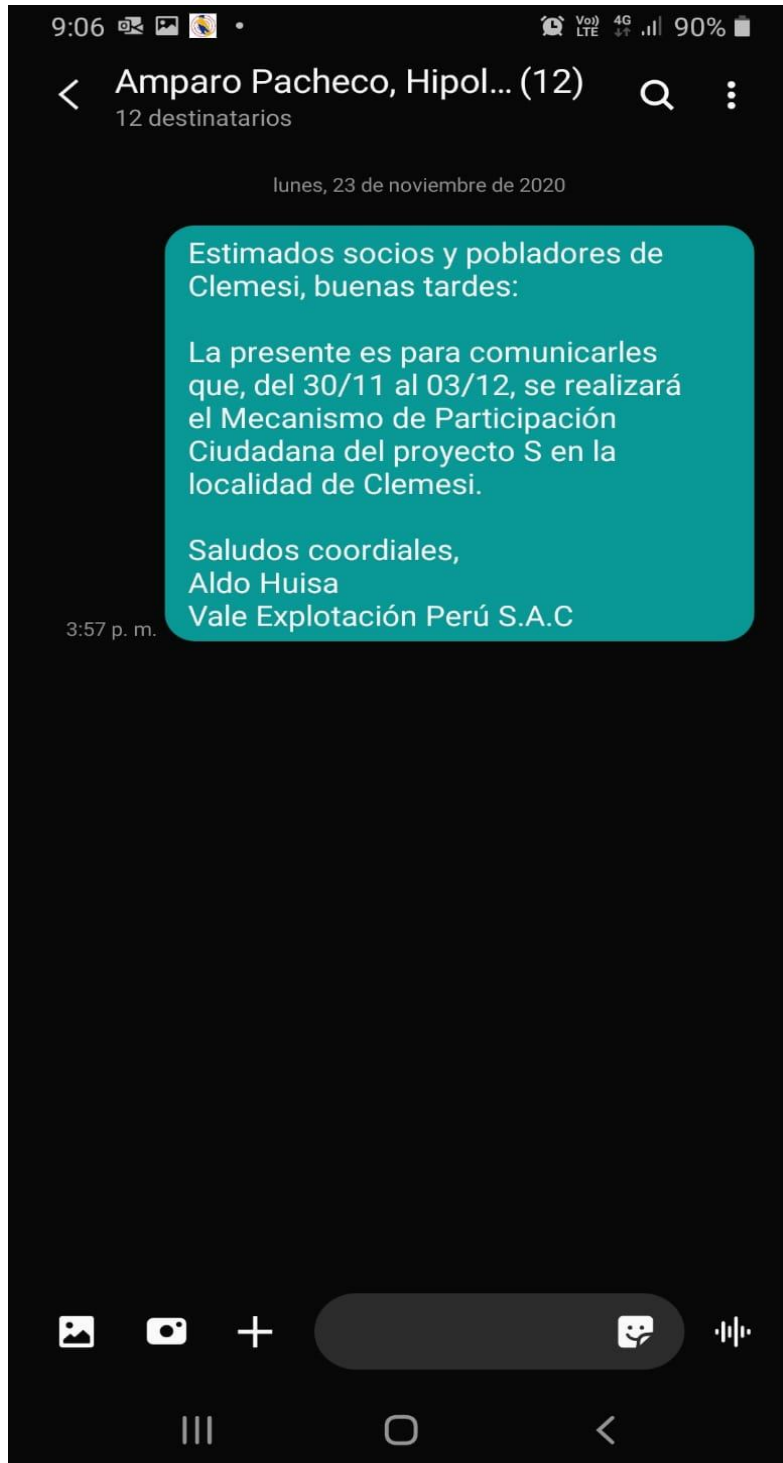 9:06
Voo) LTE 4G 90%
Amparo Pacheco, Hipol... (12)
12 destinatarios
lunes, 23 de noviembre de 2020
Estimados socios y pobladores de
Clemesi, buenas tardes:
La presente es para comunicarles
que, del 30/11 al 03/12, se realizará
el Mecanismo de Participación
Ciudadana del proyecto S en la
localidad de Clemesi.
Saludos coordiales,
Aldo Huisa
Vale Explotación Perú S.A.C
3:57 p. m.